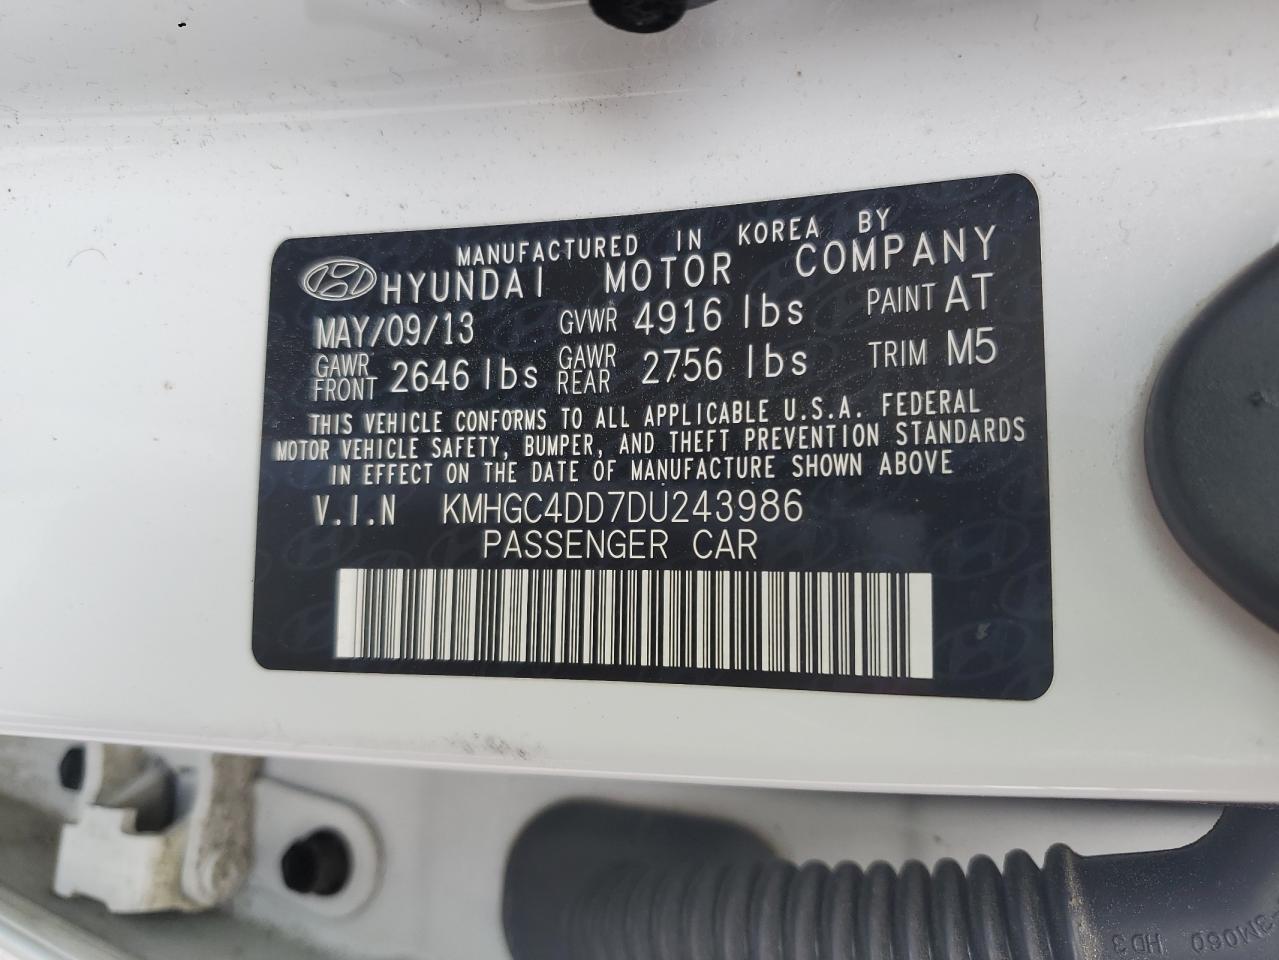 MANUFACTURED IN KOREA BY
HYUNDAI MOTOR COMPANY
MAY/09/13 GVWR 4916 lbs PAINT AT
GAWR FRONT 2646 lbs GAWR REAR 2756 lbs TRIM M5
THIS VEHICLE CONFORMS TO ALL APPLICABLE U.S.A. FEDERAL
MOTOR VEHICLE SAFETY, BUMPER, AND THEFT PREVENTION STANDARDS
IN EFFECT ON THE DATE OF MANUFACTURE SHOWN ABOVE
V.I.N KMHGC4DD7DU243986
PASSENGER CAR
HD3